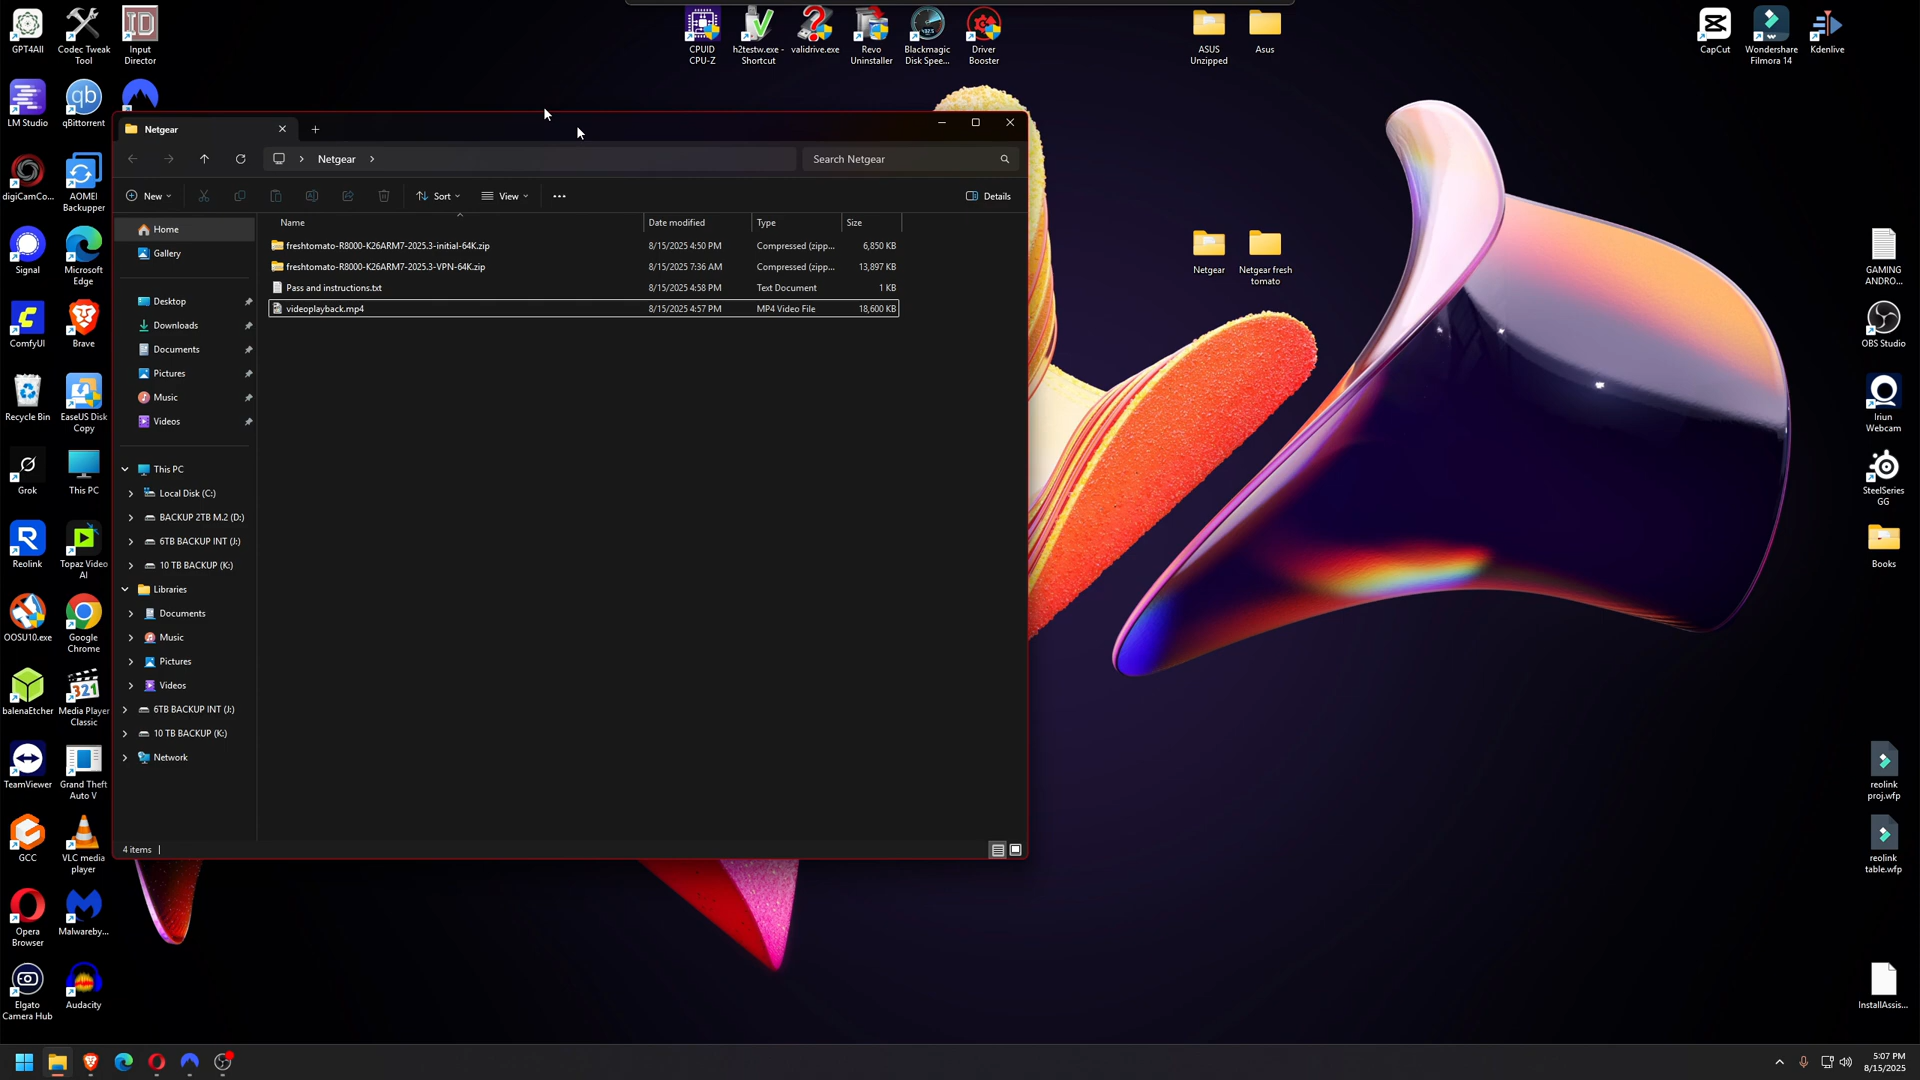 GPT4All
Codec Tweak
Tool
Input
Director
CPUID
CPU-Z
h2testw.exe -
Shortcut
validrive.exe
Revo
Uninstaller
Blackmagic
Disk Spee...
Driver
Booster
ASUS
Unzipped
Asus
CapCut
Wondershare
Filmora 14
Kdenlive
LM Studio
qBittorrent
digiCamCo...
AOMEI
Backupper
Signal
Microsoft
Edge
ComfyUI
Brave
Recycle Bin
EaseUS Disk
Copy
Grok
This PC
Reolink
Topaz Video
AI
OOSU10.exe
Google
Chrome
balenaEtcher
Media Player
Classic
TeamViewer
Grand Theft
Auto V
GCC
VLC media
player
Opera
Browser
Malwareby...
Elgato
Camera Hub
Audacity
Netgear
Netgear
Search Netgear
New
Sort
View
Details
Name
Date modified
Type
Size
freshtomato-R8000-K26ARM7-2025.3-initial-64K.zip 8/15/2025 4:50 PM Compressed (zipp... 6,850 KB
freshtomato-R8000-K26ARM7-2025.3-VPN-64K.zip 8/15/2025 7:36 AM Compressed (zipp... 13,897 KB
Pass and instructions.txt 8/15/2025 4:58 PM Text Document 1 KB
videoplayback.mp4 8/15/2025 4:57 PM MP4 Video File 18,600 KB
Home
Gallery
Desktop
Downloads
Documents
Pictures
Music
Videos
This PC
Local Disk (C:)
BACKUP 2TB M.2 (D:)
6TB BACKUP INT (J:)
10 TB BACKUP (K:)
Libraries
Documents
Music
Pictures
Videos
6TB BACKUP INT (J:)
10 TB BACKUP (K:)
Network
4 items
Netgear
Netgear fresh
tomato
GAMING
ANDRO...
OBS Studio
Iriun
Webcam
SteelSeries
GG
Books
reolink
proj.wfp
reolink
table.wfp
InstallAssis...
5:07 PM
8/15/2025